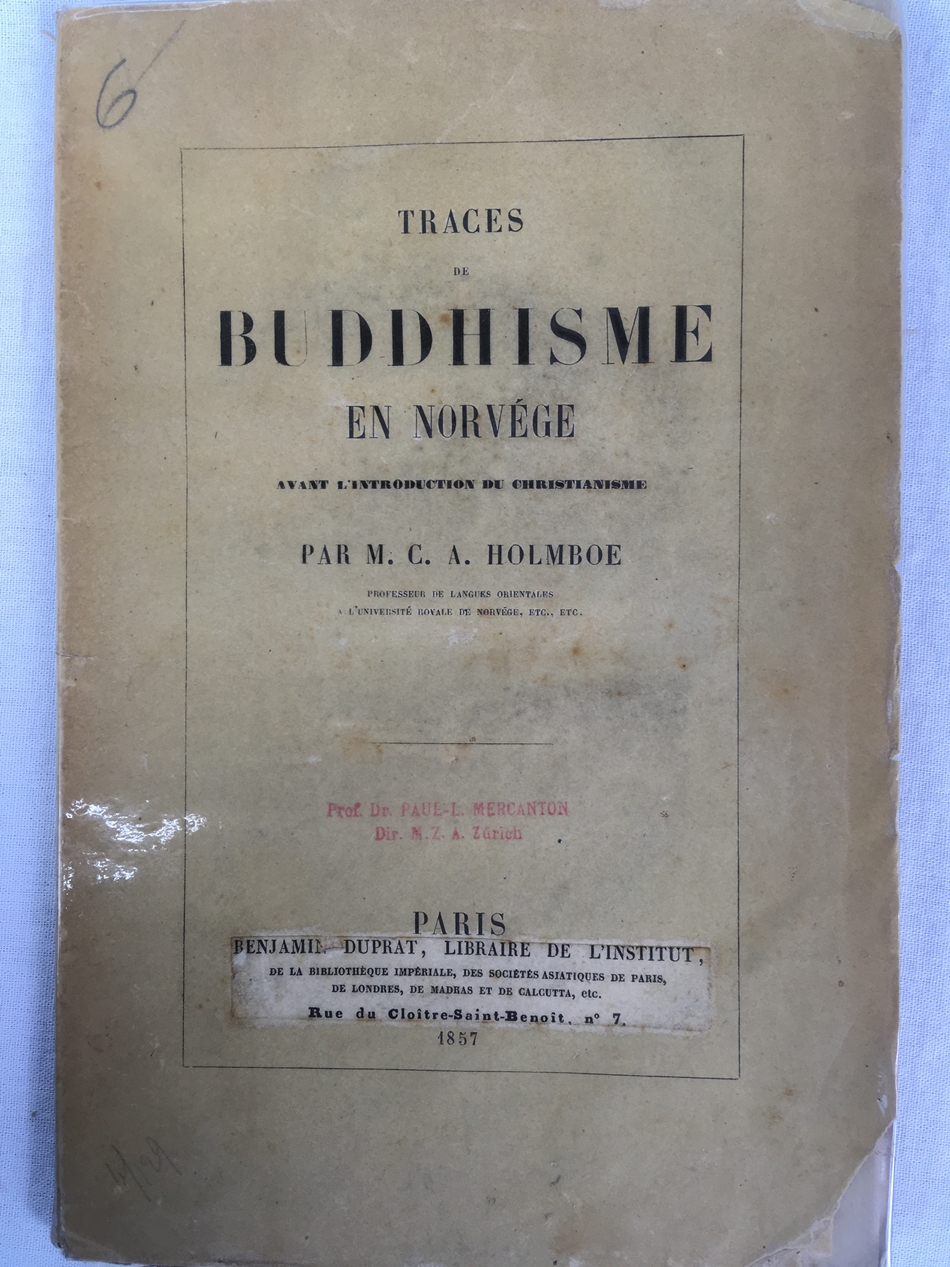 6
TRACES
DE
BUDDHISME
EN NORVÉGE
AVANT L'INTRODUCTION DU CHRISTIANISME
PAR M. C. A. HOLMBOE
PROFESSEUR DE LANGUES ORIENTALES
A L'UNIVERSITÉ ROYALE DE NORVÉGE, ETC., ETC.
Prof. Dr. PAUL-L. MERCANTON
Dir. M. Z. A. Zürich
PARIS
BENJAMIN DUPRAT, LIBRAIRE DE L'INSTITUT,
DE LA BIBLIOTHÈQUE IMPÉRIALE, DES SOCIÉTÉS ASIATIQUES DE PARIS,
DE LONDRES, DE MADRAS ET DE CALCUTTA, etc.
Rue du Cloître-Saint-Benoît, n° 7.
1857